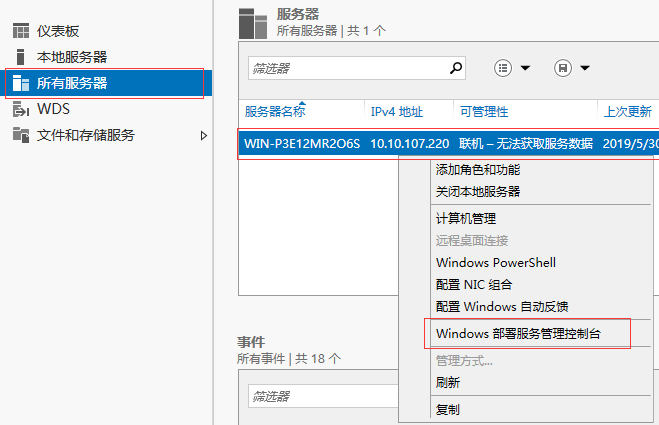 仪表板
本地服务器
所有服务器
WDS
文件和存储服务
服务器
所有服务器 | 共 1 个
筛选器
服务器名称 IPv4 地址 可管理性 上次更新
WIN-P3E12MR2O6S 10.10.107.220 联机 – 无法获取服务数据 2019/5/30
添加角色和功能
关闭本地服务器
计算机管理
远程桌面连接
Windows PowerShell
配置 NIC 组合
配置 Windows 自动反馈
Windows 部署服务管理控制台
管理方式...
刷新
复制
事件
所有事件 | 共 18 个
筛选器